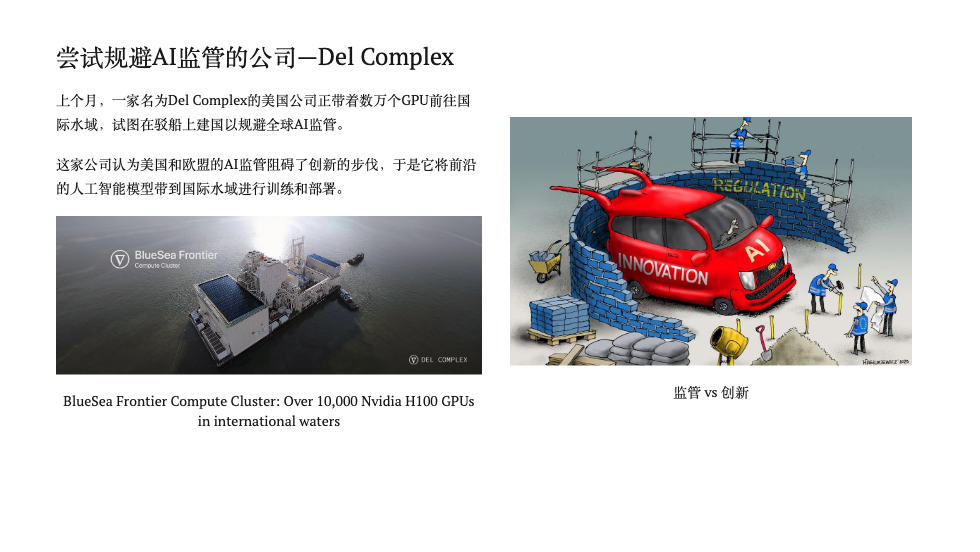 尝试规避AI监管的公司—Del Complex
上个月，一家名为Del Complex的美国公司正带着数万个GPU前往国
际水域，试图在驳船上建国以规避全球AI监管。
这家公司认为美国和欧盟的AI监管阻碍了创新的步伐，于是它将前沿
的人工智能模型带到国际水域进行训练和部署。
BlueSea Frontier
Compute Cluster
DEL COMPLEX
BlueSea Frontier Compute Cluster: Over 10,000 Nvidia H100 GPUs
in international waters
REGULATION
AI
INNOVATION
监管 vs 创新